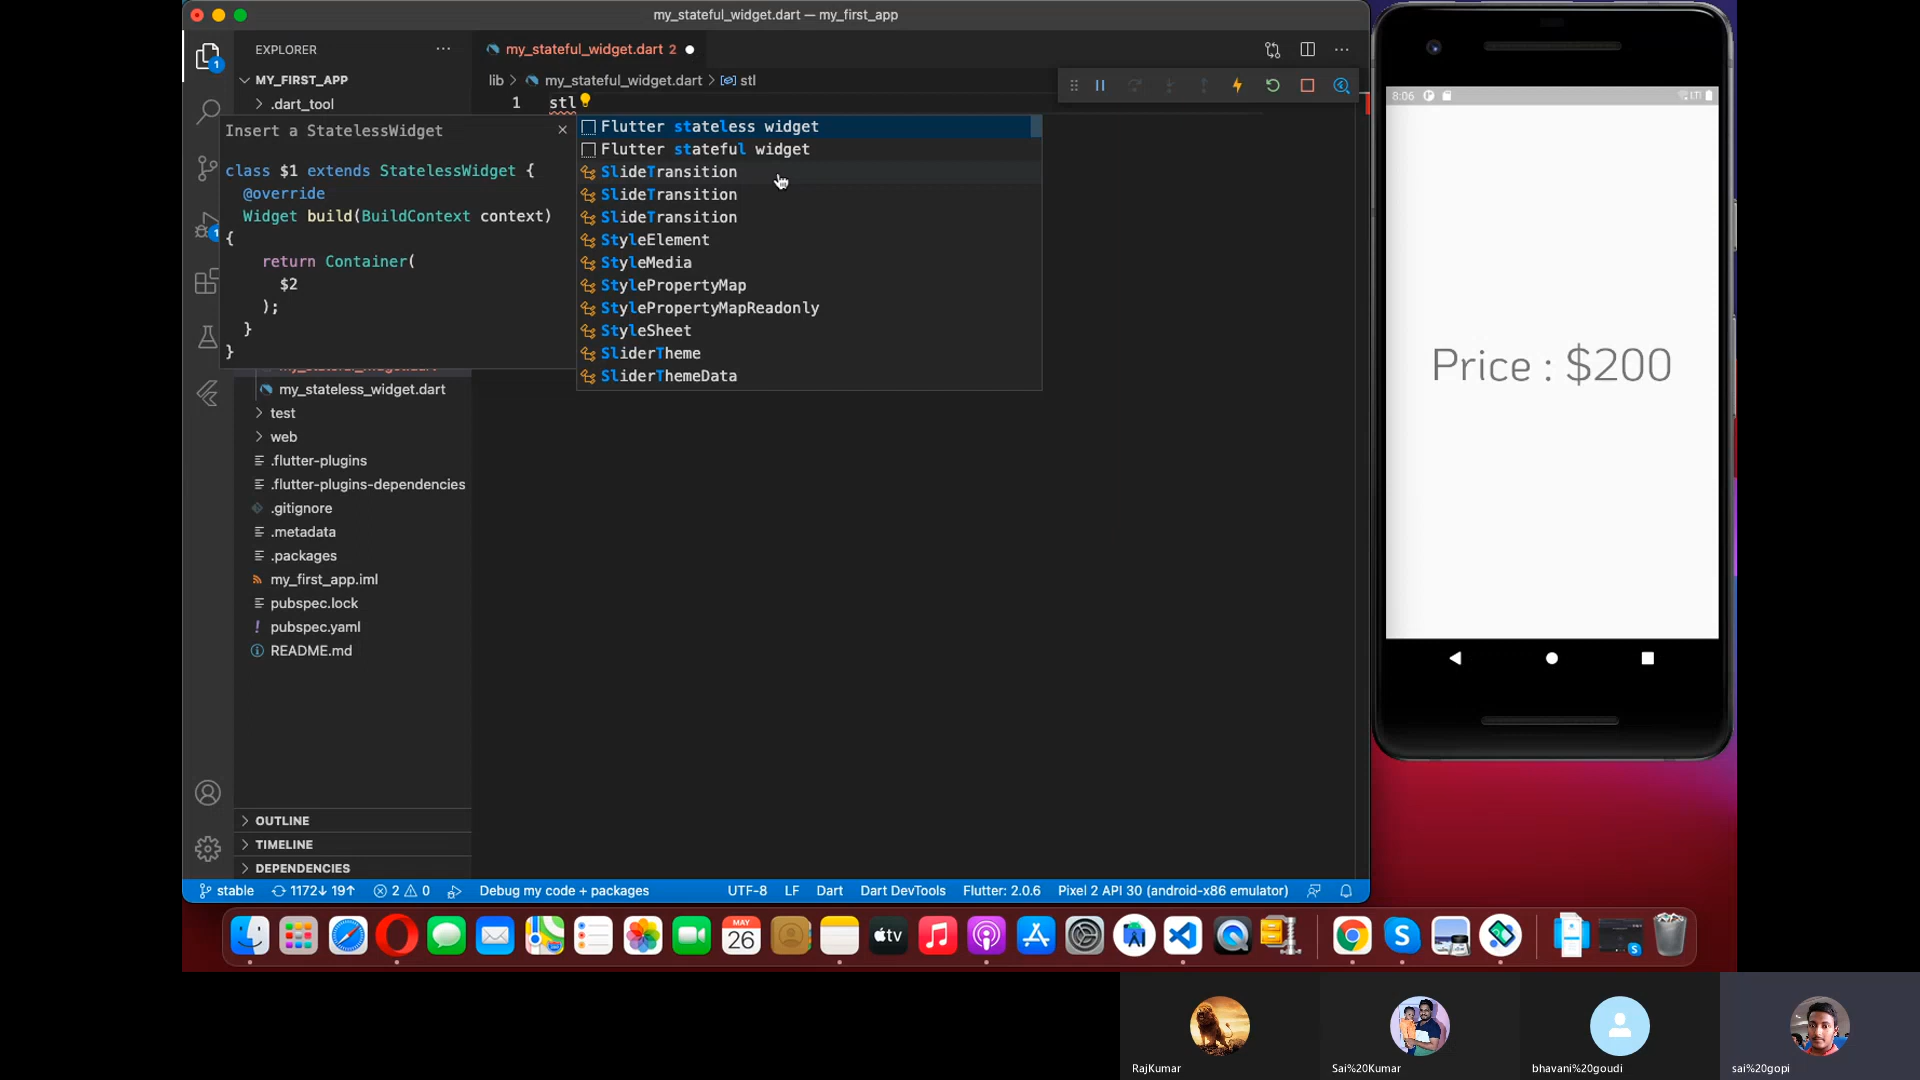 my_stateful_widget.dart — my_first_app
EXPLORER
my_stateful_widget.dart 2
MY_FIRST_APP
lib > my_stateful_widget.dart > stl
.dart_tool
1 stl
Insert a StatelessWidget
class $1 extends StatelessWidget {
@override
Widget build(BuildContext context)
{
return Container(
$2
);
}
}
Flutter stateless widget
Flutter stateful widget
SlideTransition
SlideTransition
SlideTransition
StyleElement
StyleMedia
StylePropertyMap
StylePropertyMapReadonly
StyleSheet
SliderTheme
SliderThemeData
1
1
my_stateless_widget.dart
test
web
.flutter-plugins
.flutter-plugins-dependencies
.gitignore
.metadata
.packages
my_first_app.iml
pubspec.lock
pubspec.yaml
README.md
OUTLINE
TIMELINE
DEPENDENCIES
stable 1172↓ 19↑ 2 0 Debug my code + packages UTF-8 LF Dart Dart DevTools Flutter: 2.0.6 Pixel 2 API 30 (android-x86 emulator)
8:06
Price : $200
MAY
26
tv
RajKumar
Sai%20Kumar
bhavani%20goudi
sai%20gopi